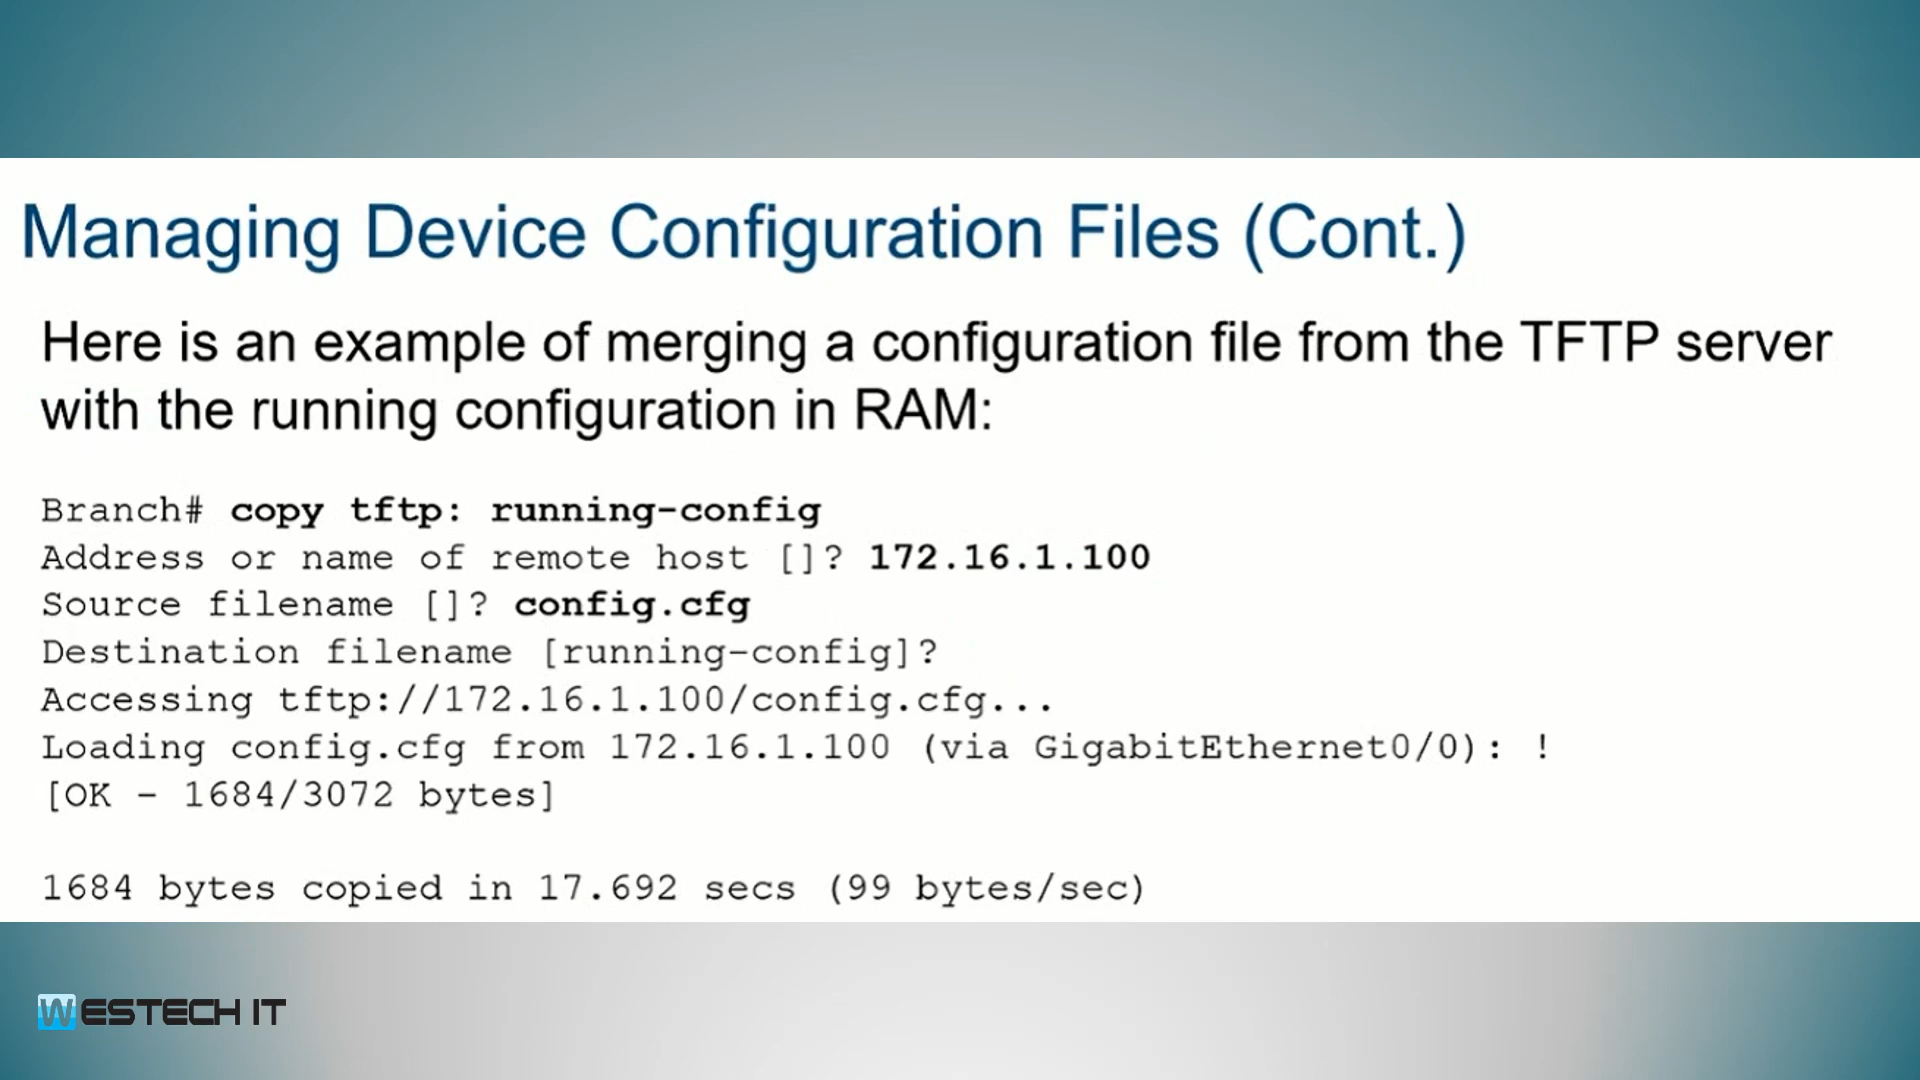 Managing Device Configuration Files (Cont.)
Here is an example of merging a configuration file from the TFTP server
with the running configuration in RAM:
Branch# copy tftp: running-config
Address or name of remote host []? 172.16.1.100
Source filename []? config.cfg
Destination filename [running-config]?
Accessing tftp://172.16.1.100/config.cfg...
Loading config.cfg from 172.16.1.100 (via GigabitEthernet0/0): !
[OK - 1684/3072 bytes]
1684 bytes copied in 17.692 secs (99 bytes/sec)
WESTECH IT